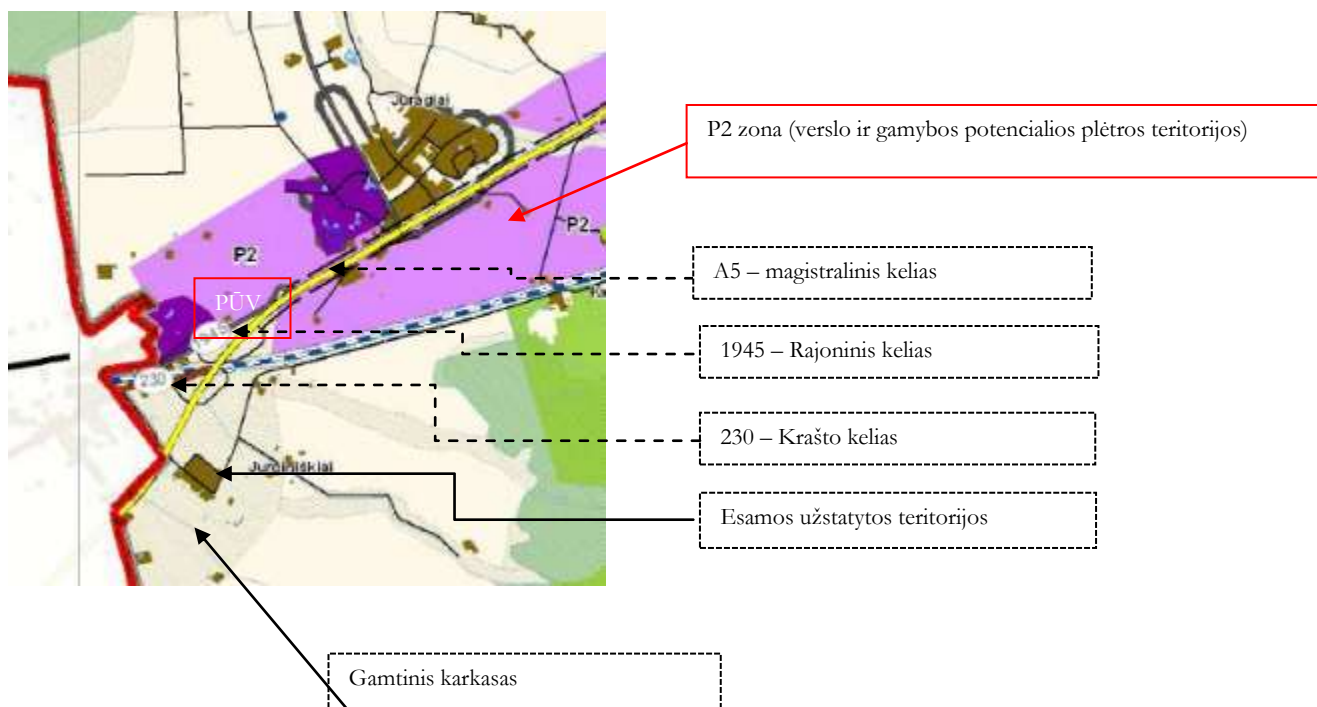 Juragiai
P2 zona (verslo ir gamybos potencialios plėtros teritorijos)
P2
P2
A5 – magistralinis kelias
PŪV
1945 – Rajoninis kelias
230
230 – Krašto kelias
Jurginiškiai
Esamos užstatytos teritorijos
Gamtinis karkasas